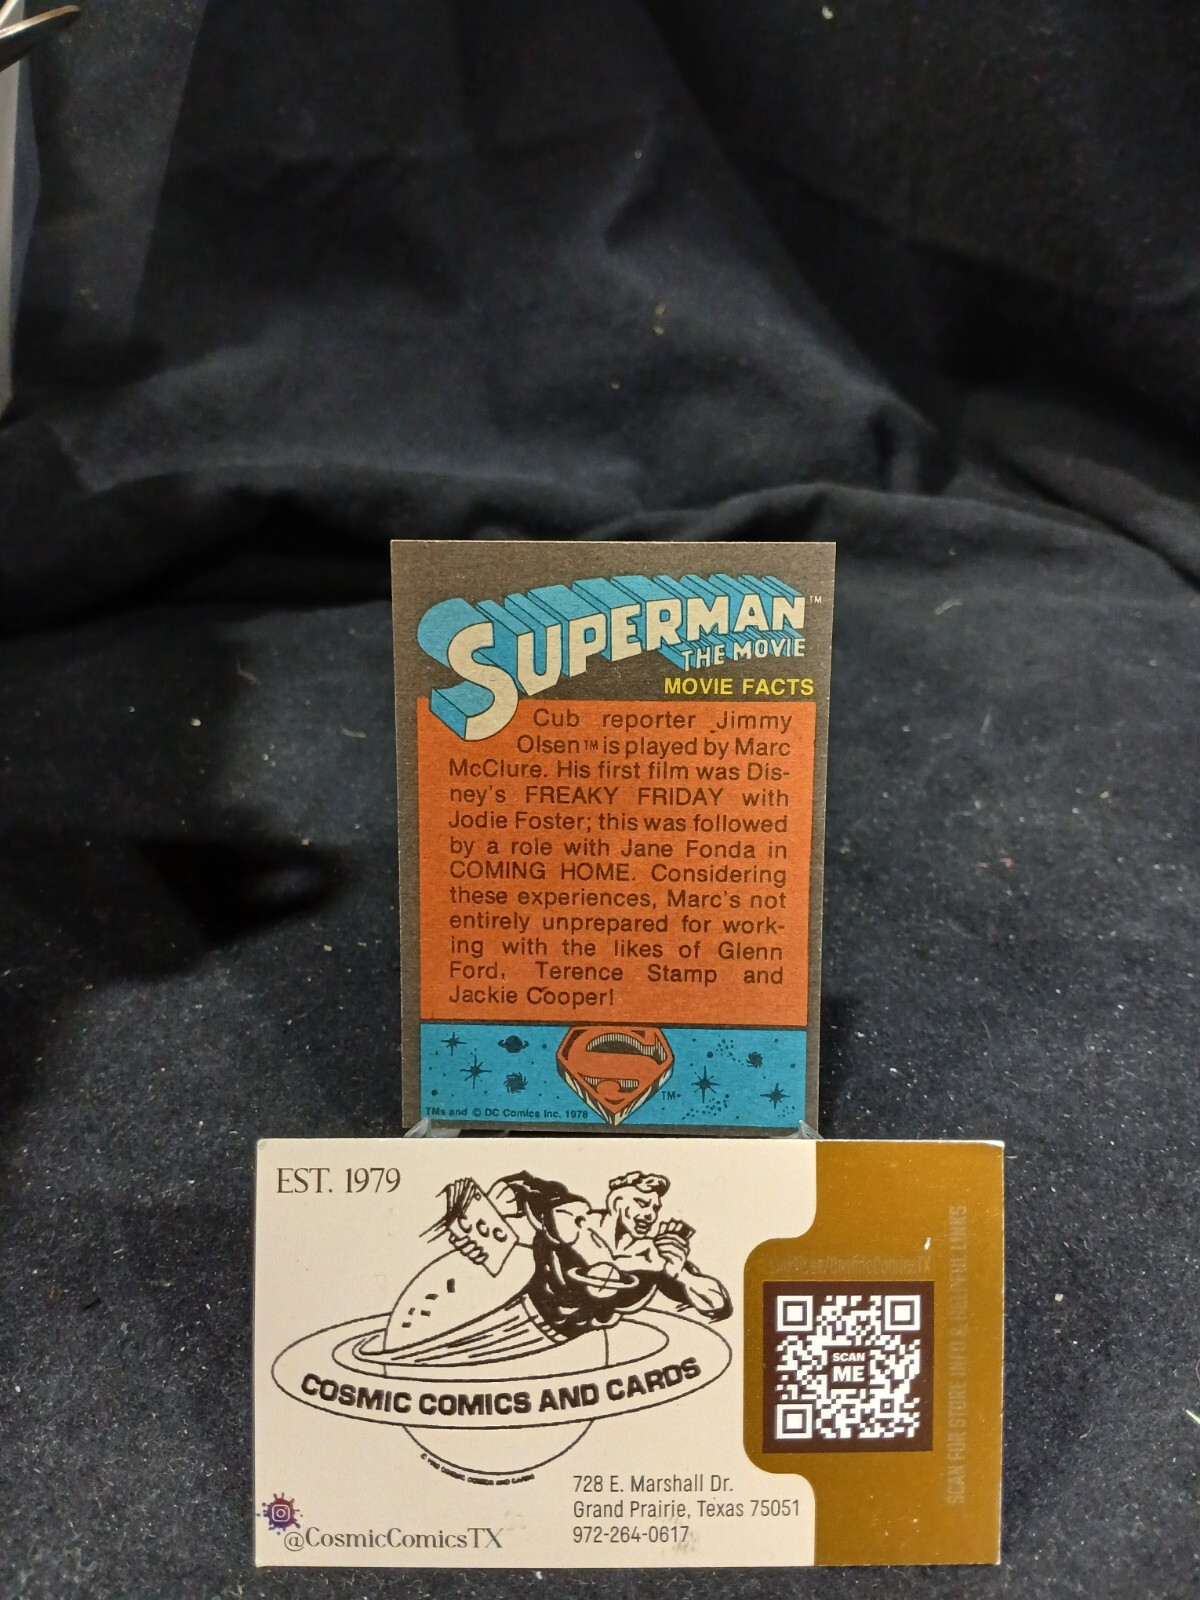 SUPERMAN™
THE MOVIE
MOVIE FACTS
Cub reporter Jimmy
Olsen™ is played by Marc
McClure. His first film was Dis-
ney's FREAKY FRIDAY with
Jodie Foster; this was followed
by a role with Jane Fonda in
COMING HOME. Considering
these experiences, Marc's not
entirely unprepared for work-
ing with the likes of Glenn
Ford, Terence Stamp and
Jackie Cooper!
S
TM
TMs and © DC Comics Inc. 1978
EST. 1979
COSMIC COMICS AND CARDS
COSMIC COMICS AND CARDS
728 E. Marshall Dr.
Grand Prairie, Texas 75051
972-264-0617
@CosmicComicsTX
SCAN
ME
SCAN FOR STORE INFO & HELPFUL LINKS